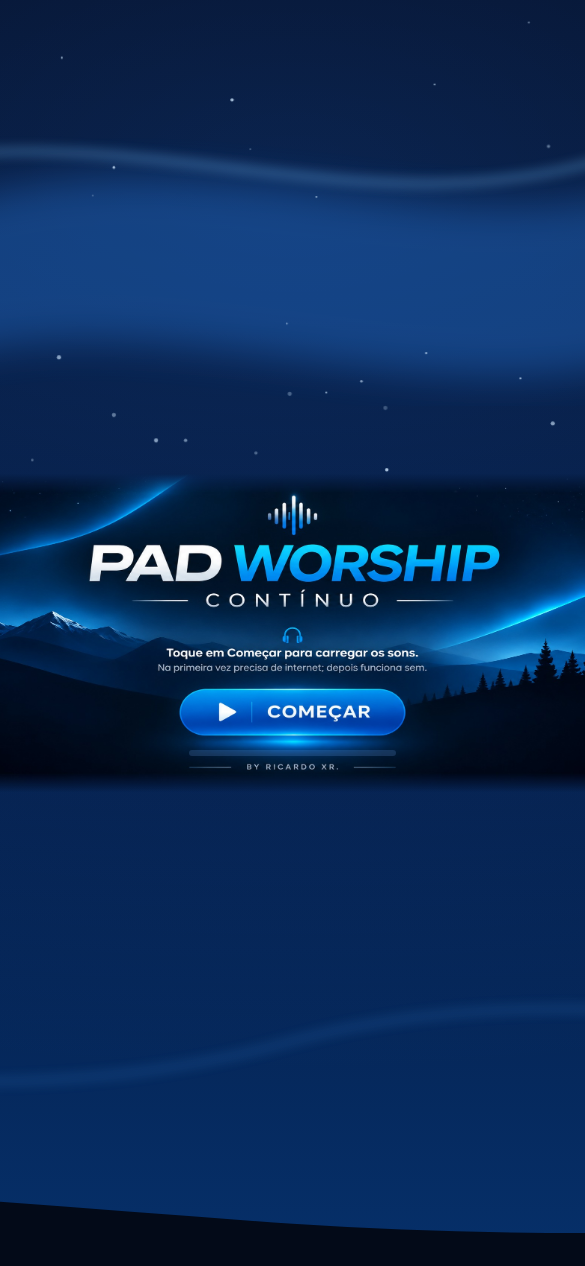 PAD WORSHIP
CONTÍNUO
Toque em Começar para carregar os sons.
Na primeira vez precisa de internet; depois funciona sem.
COMEÇAR
BY RICARDO XR.